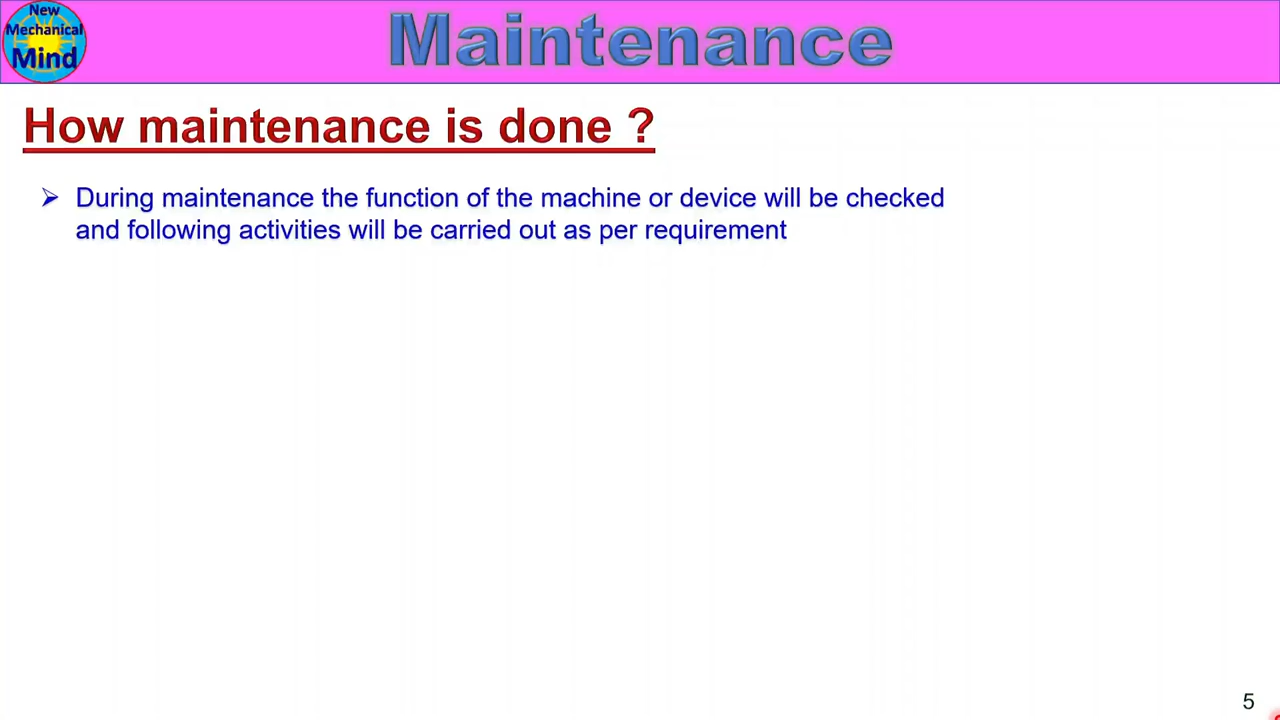 New
Mechanical
Mind
Maintenance
How maintenance is done ?
➢ During maintenance the function of the machine or device will be checked
and following activities will be carried out as per requirement
5